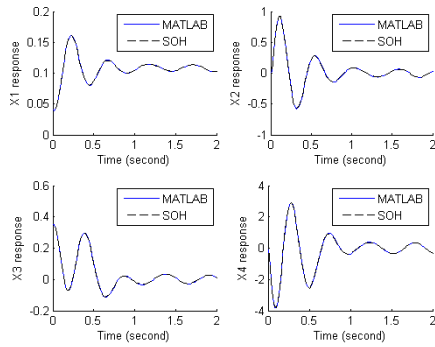 0.2
0.15
0.1
0.05
0
X1 response
MATLAB
SOH
0
0.5
1
1.5
2
Time (second)
1
0.5
0
-0.5
-1
X2 response
MATLAB
SOH
0
0.5
1
1.5
2
Time (second)
0.6
0.4
0.2
0
-0.2
X3 response
MATLAB
SOH
0
0.5
1
1.5
2
Time (second)
4
2
0
-2
-4
X4 response
MATLAB
SOH
0
0.5
1
1.5
2
Time (second)